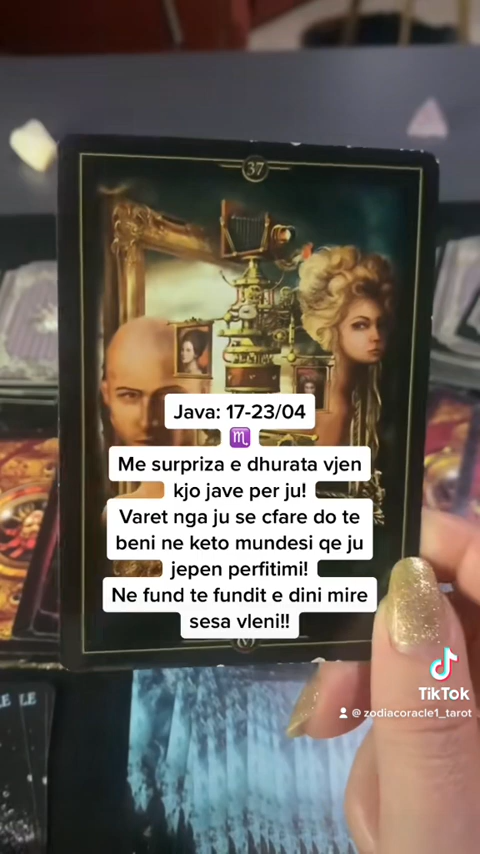 37
Java: 17-23/04
♏
Me surpriza e dhurata vjen
kjo jave per ju!
Varet nga ju se cfare do te
beni ne keto mundesi qe ju
jepen perfitimi!
Ne fund te fundit e dini mire
sesa vleni!!
TikTok
@ zodiacoracle1_tarot